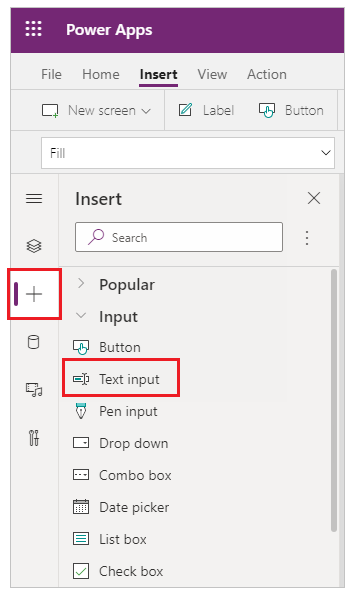 Power Apps
File Home Insert View Action
New screen Label Button
Fill
Insert
Search
Popular
Input
Button
Text input
Pen input
Drop down
Combo box
Date picker
List box
Check box